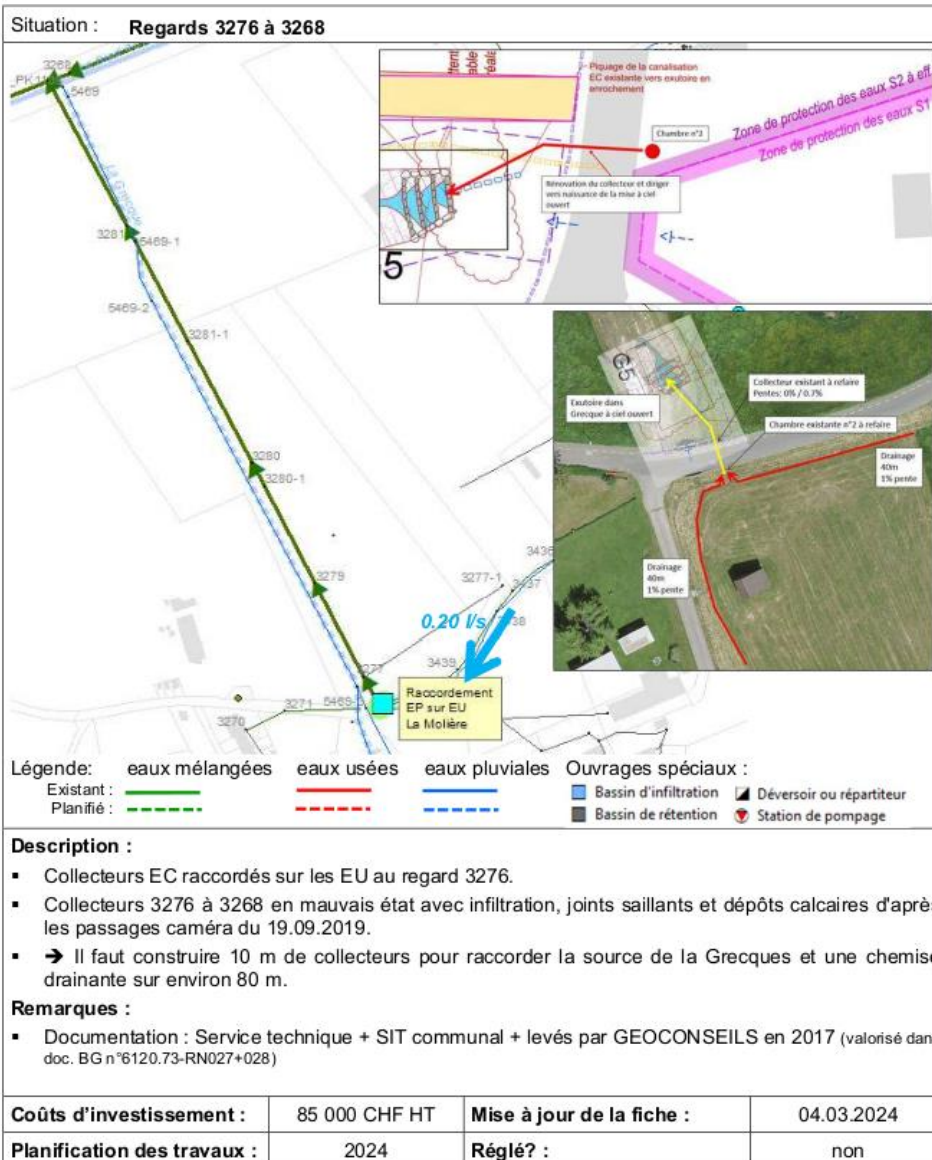 Situation : Regards 3276 à 3268
3268
5469
La Grecque
3281
5469-1
5469-2
3281-1
3280
3280-1
3279
3277-1
3436
3437
0.20 l/s
3439
3271
3270
Raccordement
EP sur EU
La Molière
Piquage de la canalisation
EC existante vers exutoire en
enrochement
Zone de protection des eaux S2 à eff
Zone de protection des eaux S1
Chambre n°2
Rénovation du collecteur et diriger
vers naissance de la mise à ciel
ouvert
5
G5
Collecteur existant à refaire
Pentes: 0% / 0.7%
Exutoire dans
Grecque à ciel ouvert
Chambre existante n°2 à refaire
Drainage
40m
1% pente
Drainage
40m
1% pente
Légende: eaux mélangées eaux usées eaux pluviales Ouvrages spéciaux :
Existant : Bassin d'infiltration Déversoir ou répartiteur
Planifié : Bassin de rétention Station de pompage
Description :
▪ Collecteurs EC raccordés sur les EU au regard 3276.
▪ Collecteurs 3276 à 3268 en mauvais état avec infiltration, joints saillants et dépôts calcaires d'après
les passages caméra du 19.09.2019.
▪ ➔ Il faut construire 10 m de collecteurs pour raccorder la source de la Grecques et une chemise
drainante sur environ 80 m.
Remarques :
▪ Documentation : Service technique + SIT communal + levés par GEOCONSEILS en 2017 (valorisé dan
doc. BG n°6120.73-RN027+028)
Coûts d'investissement : 85 000 CHF HT Mise à jour de la fiche : 04.03.2024
Planification des travaux : 2024 Réglé? : non